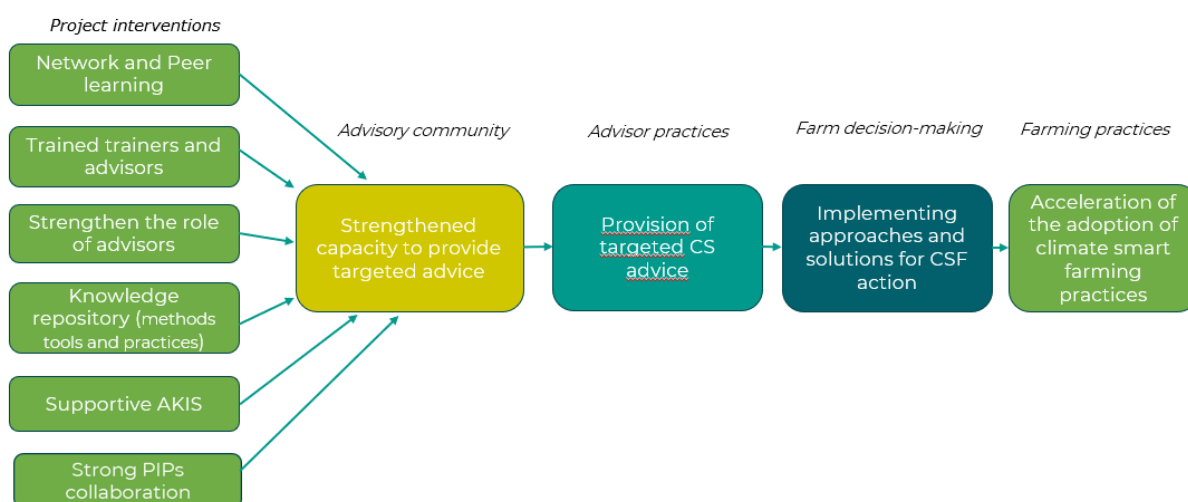 Project interventions
Network and Peer
learning
Trained trainers and
advisors
Strengthen the role
of advisors
Knowledge
repository (methods
tools and practices)
Supportive AKIS
Strong PIPs
collaboration
Advisory community
Strengthened
capacity to provide
targeted advice
Advisor practices
Provision of
targeted CS
advice
Farm decision-making
Implementing
approaches and
solutions for CSF
action
Farming practices
Acceleration of
the adoption of
climate smart
farming
practices